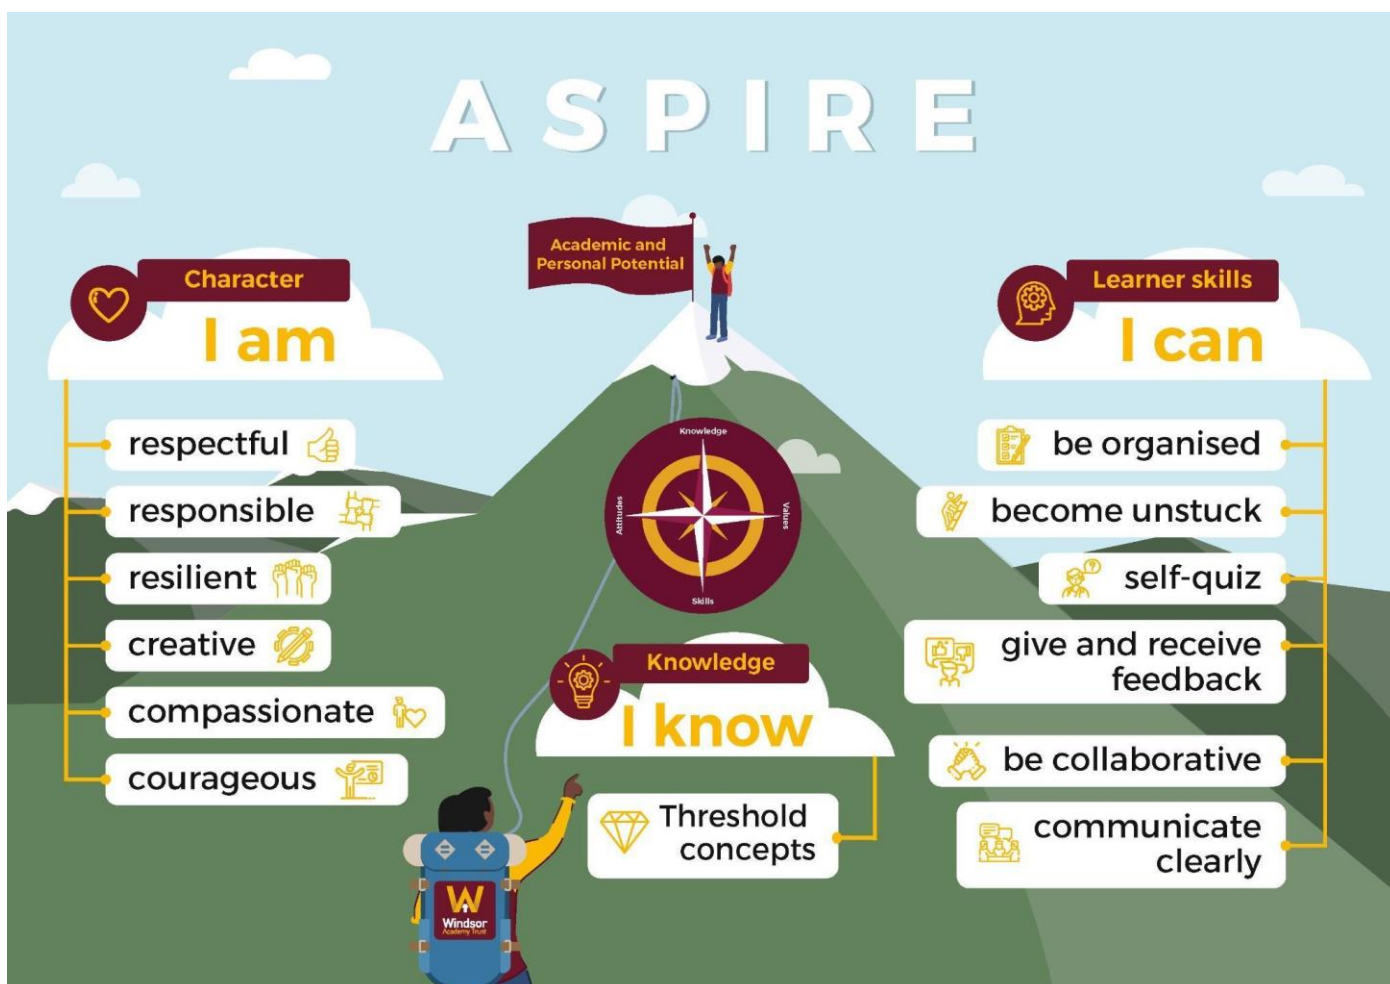 ASPIRE
Academic and
Personal Potential
Character
I am
respectful
responsible
resilient
creative
compassionate
courageous
Knowledge
Attitudes
Values
Skills
Knowledge
I know
Threshold
concepts
Learner skills
I can
be organised
become unstuck
self-quiz
give and receive
feedback
be collaborative
communicate
clearly
W
Windsor
Academy Trust